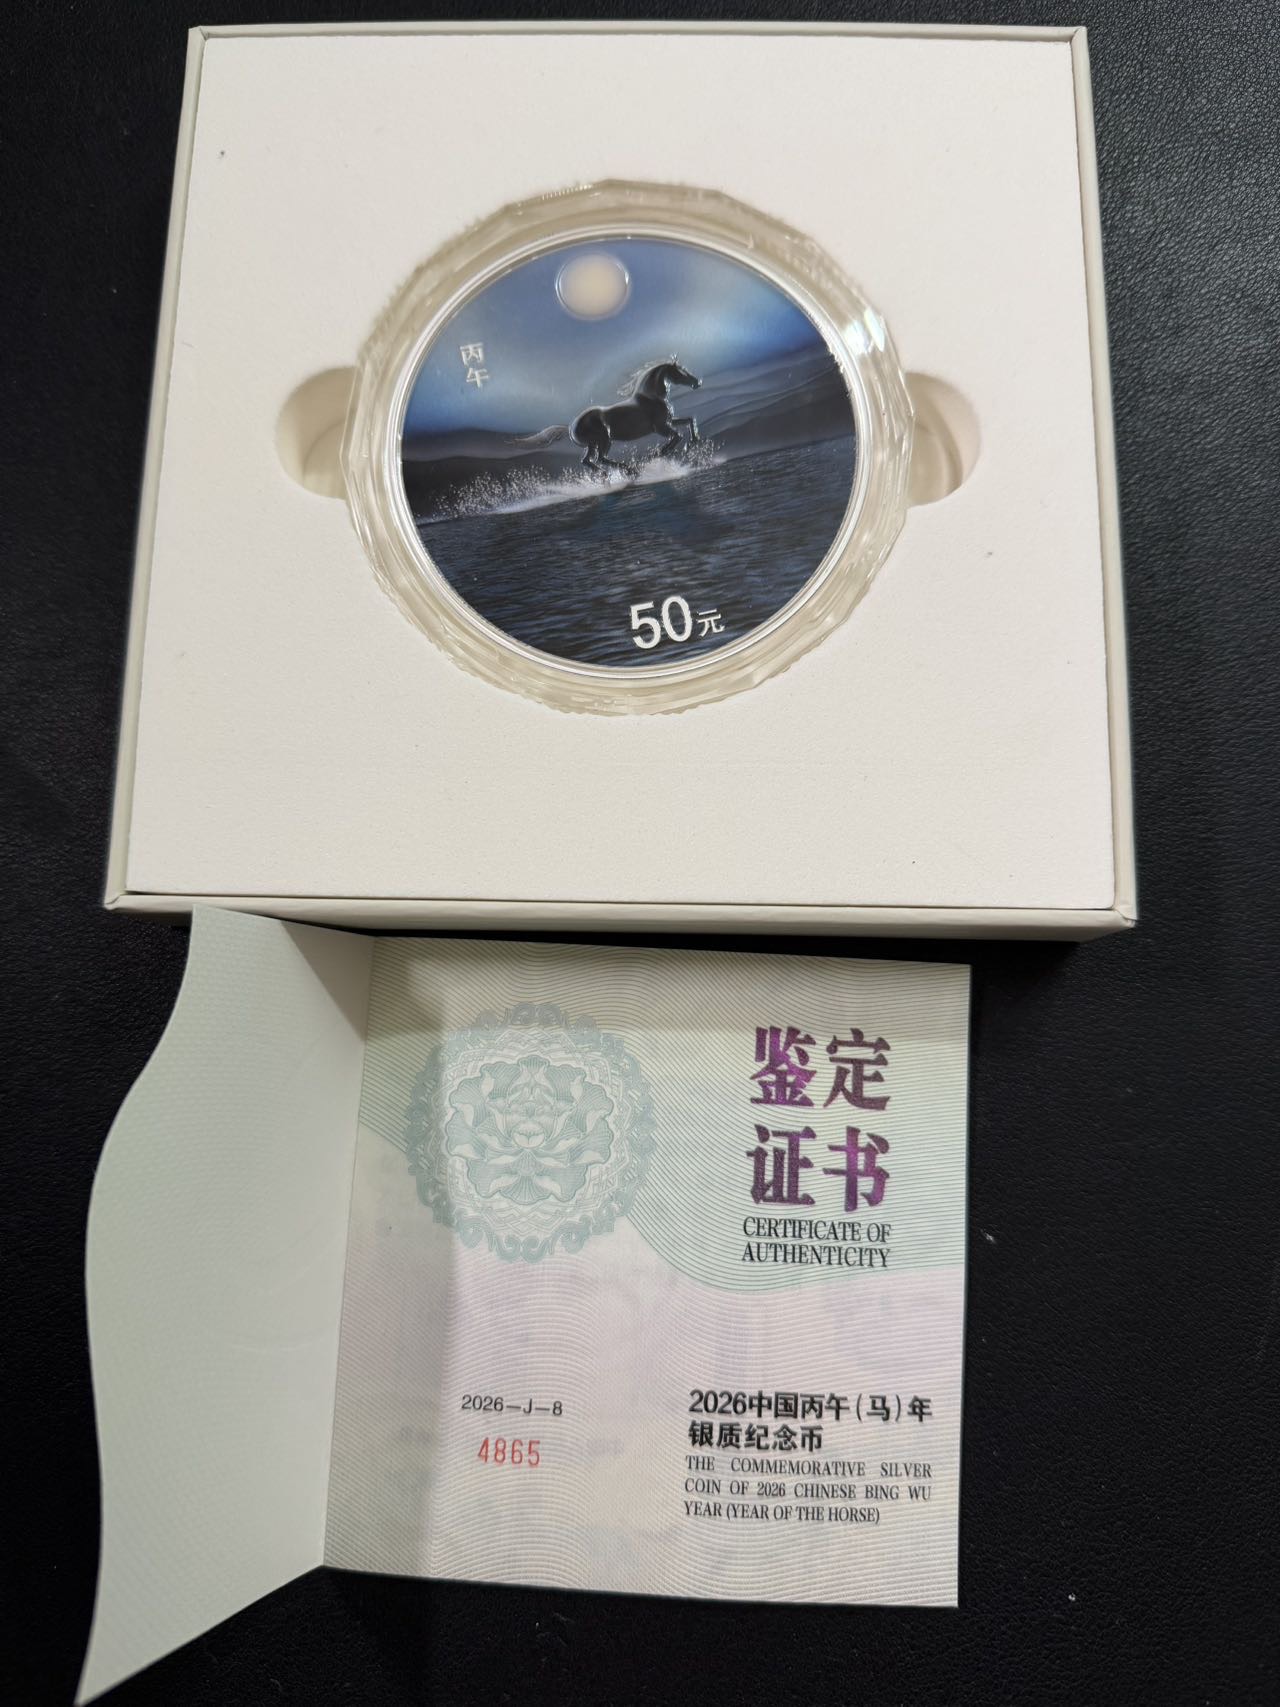 丙
午
50元
鉴定
证书
CERTIFICATE OF
AUTHENTICITY
2026—J—8
4865
2026中国丙午（马）年
银质纪念币
THE COMMEMORATIVE SILVER
COIN OF 2026 CHINESE BING WU
YEAR (YEAR OF THE HORSE)